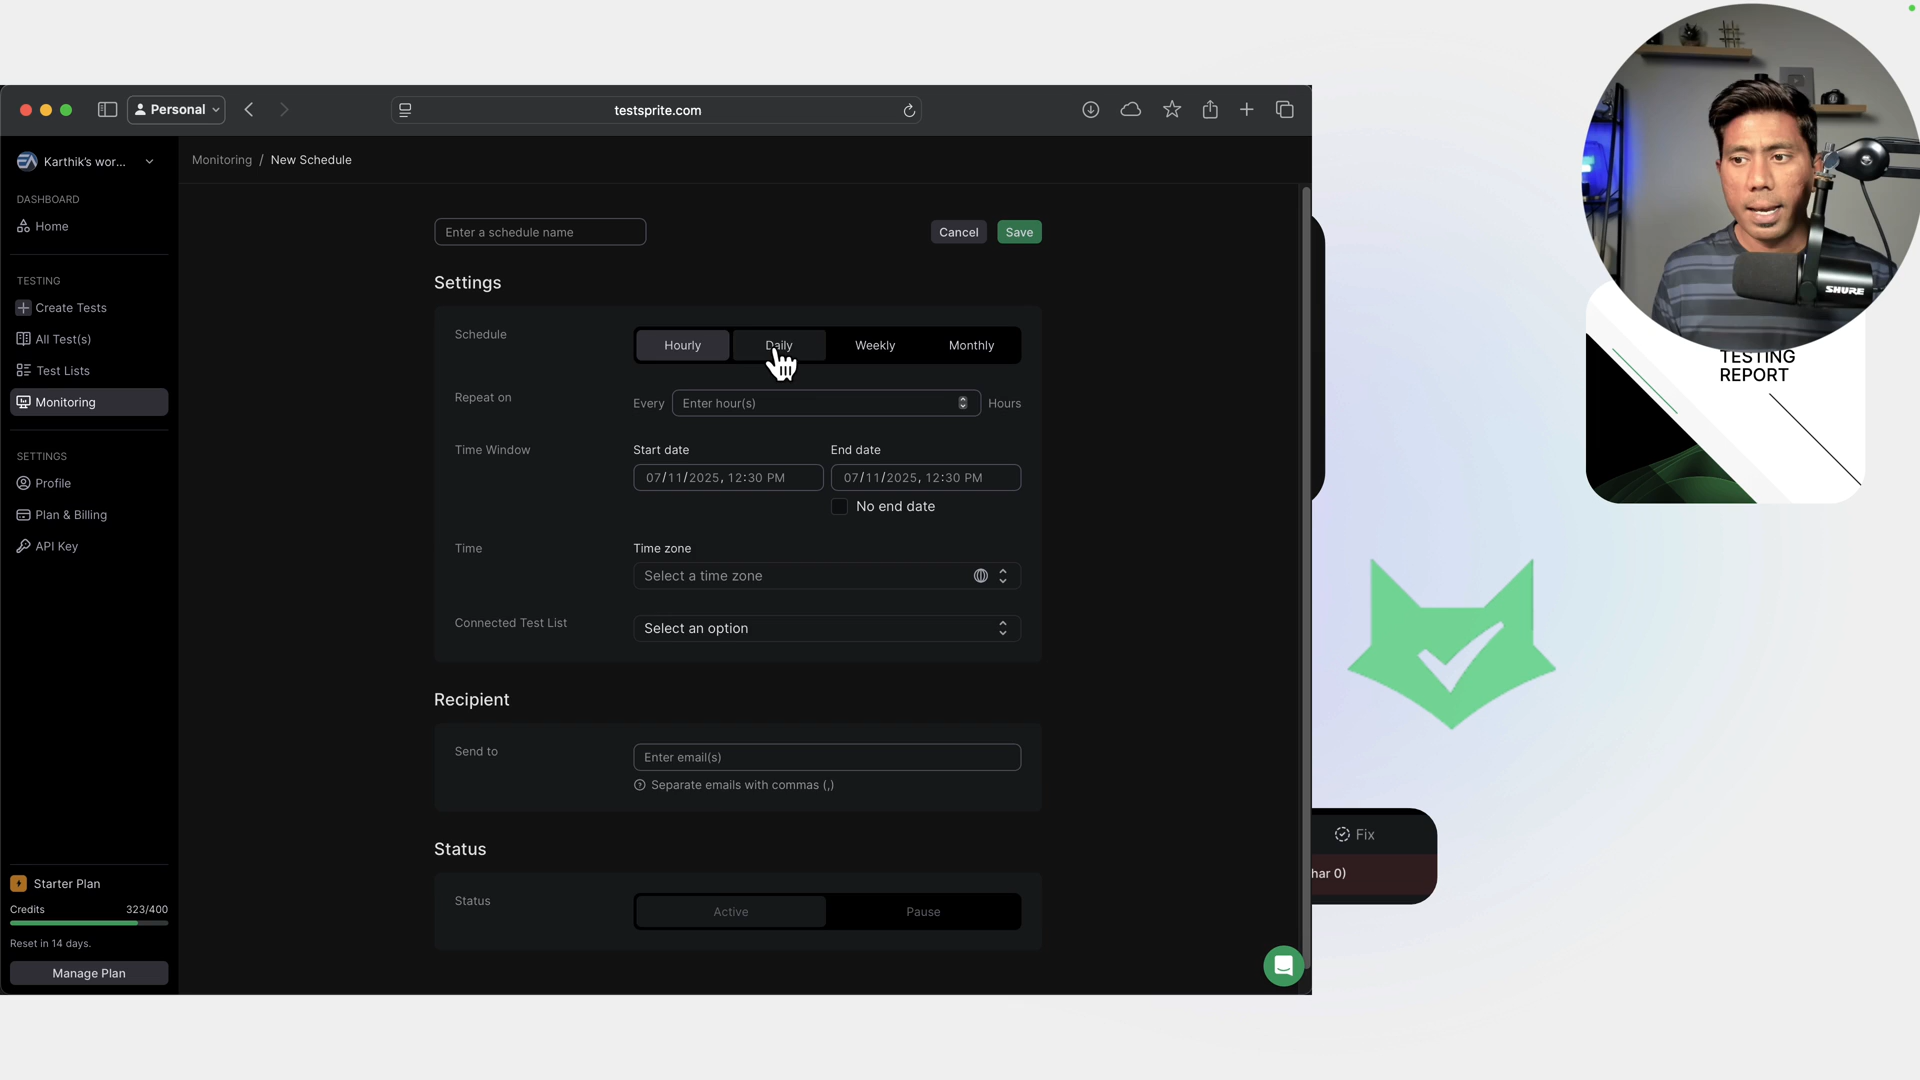 Personal
testsprite.com
Karthik's wor...
Monitoring / New Schedule
DASHBOARD
Home
TESTING
Create Tests
All Test(s)
Test Lists
Monitoring
SETTINGS
Profile
Plan & Billing
API Key
Starter Plan
Credits 323/400
Reset in 14 days.
Manage Plan
Enter a schedule name
Cancel
Save
Settings
Schedule
Hourly
Daily
Weekly
Monthly
Repeat on
Every
Enter hour(s)
Hours
Time Window
Start date
End date
07/11/2025, 12:30 PM
07/11/2025, 12:30 PM
No end date
Time
Time zone
Select a time zone
Connected Test List
Select an option
Recipient
Send to
Enter email(s)
Separate emails with commas (,)
Status
Status
Active
Pause
SHURE
TESTING
REPORT
Fix
har 0)